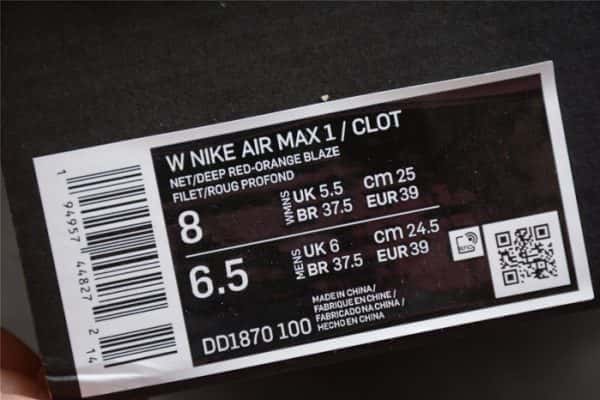 W NIKE AIR MAX 1 / CLOT
NET/DEEP RED-ORANGE BLAZE
FILET/ROUG PROFOND
8
WMNS
UK 5.5 CM 25
BR 37.5 EUR 39
6.5
MENS
UK 6 CM 24.5
BR 37.5 EUR 39
DD1870 100
MADE IN CHINA/
FABRIQUE EN CHINE/
FABRICADO NA CHINA/
HECHO EN CHINA
1 94957 44827 2 14